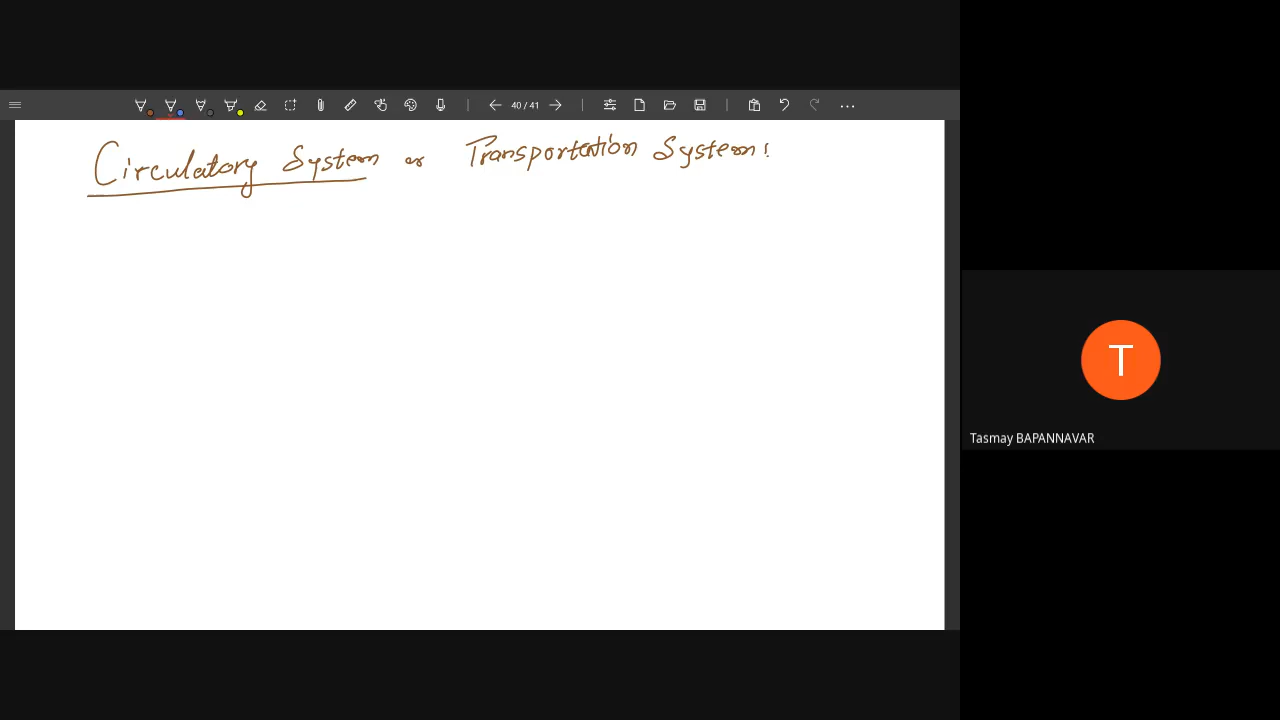 40 / 41
Circulatory System or Transportation System :
T
Tasmay BAPANNAVAR